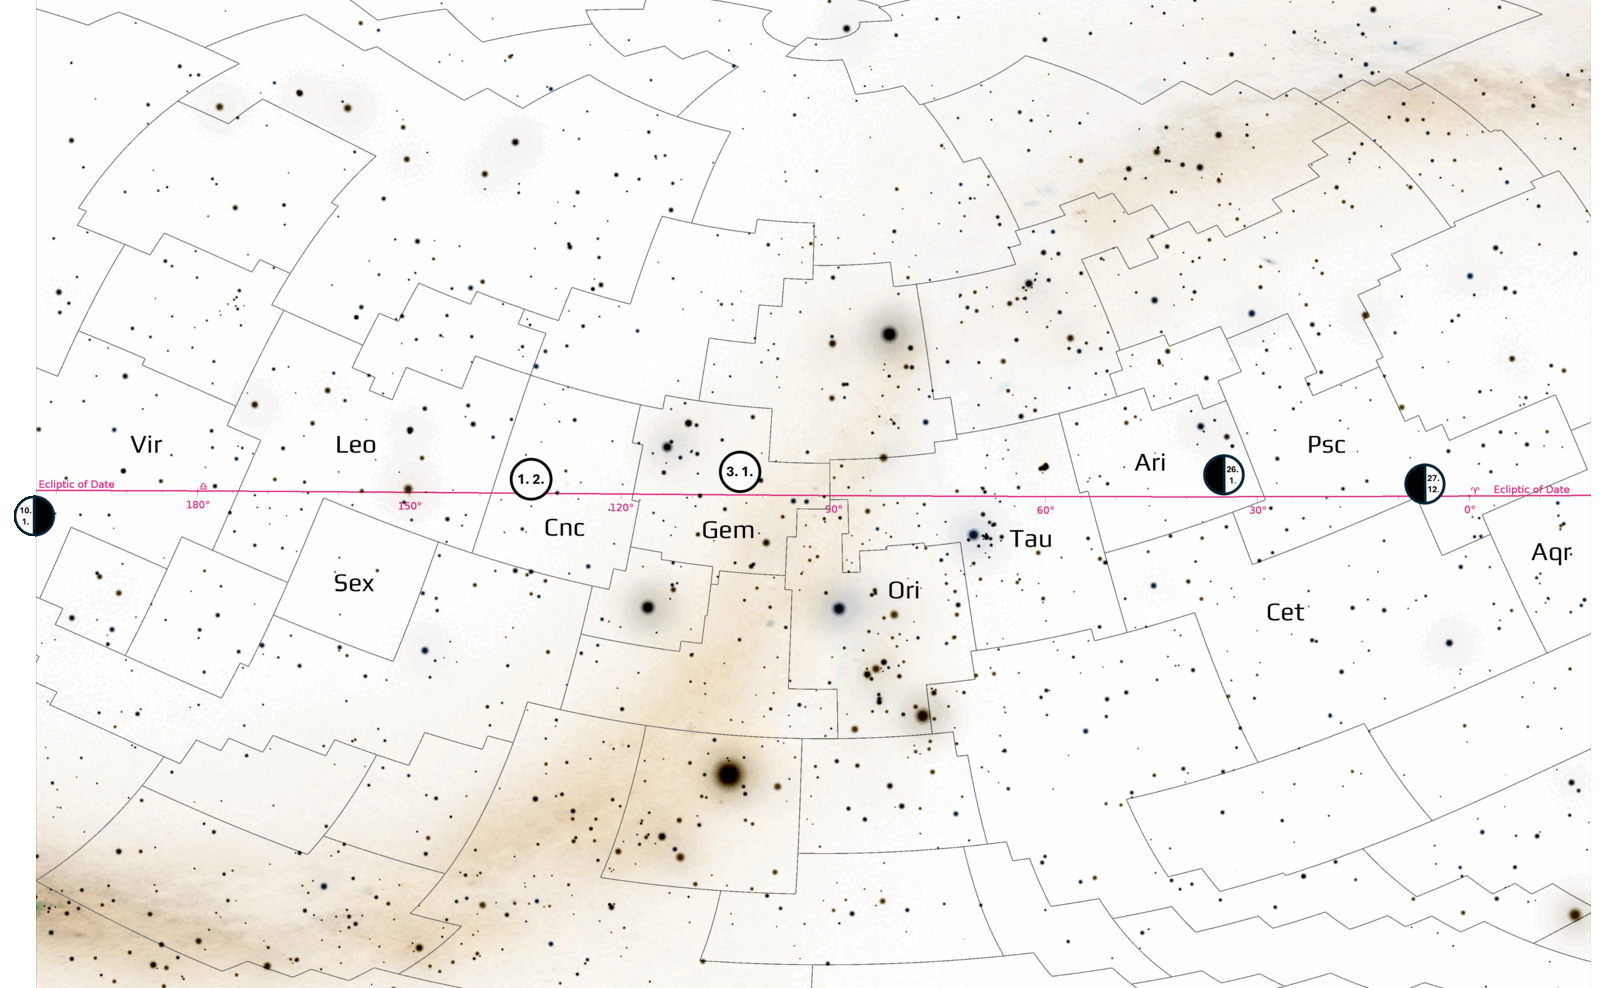 Vir
Leo
1. 2.
3. 1.
Ari
Psc
26.
1.
27.
12.
Ecliptic of Date
♎
♈
Ecliptic of Date
180°
150°
120°
90°
60°
30°
0°
10.
1.
Cnc
Gem
Tau
Aqr
Sex
Ori
Cet